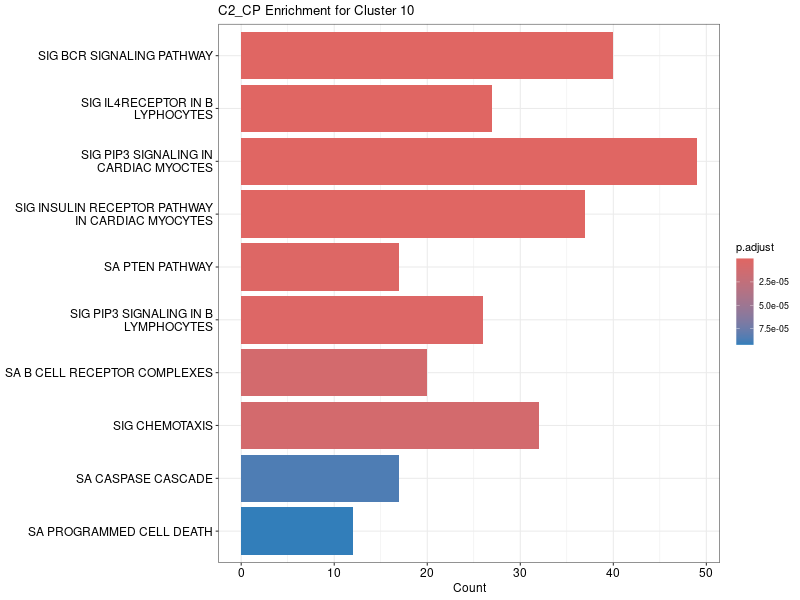 C2_CP Enrichment for Cluster 10
SIG BCR SIGNALING PATHWAY
SIG IL4RECEPTOR IN B
LYPHOCYTES
SIG PIP3 SIGNALING IN
CARDIAC MYOCTES
SIG INSULIN RECEPTOR PATHWAY
IN CARDIAC MYOCYTES
SA PTEN PATHWAY
SIG PIP3 SIGNALING IN B
LYMPHOCYTES
SA B CELL RECEPTOR COMPLEXES
SIG CHEMOTAXIS
SA CASPASE CASCADE
SA PROGRAMMED CELL DEATH
0 10 20 30 40 50
Count
p.adjust
2.5e-05
5.0e-05
7.5e-05